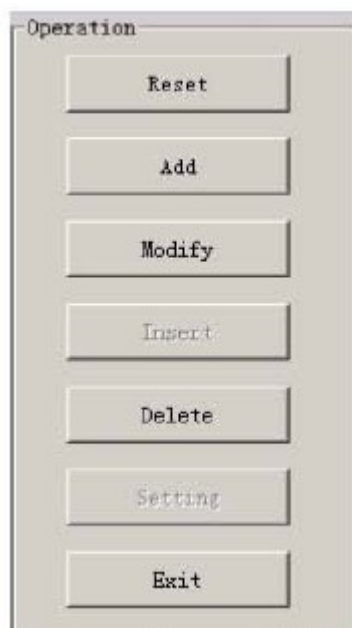 Operation
Reset
Add
Modify
Insert
Delete
Setting
Exit